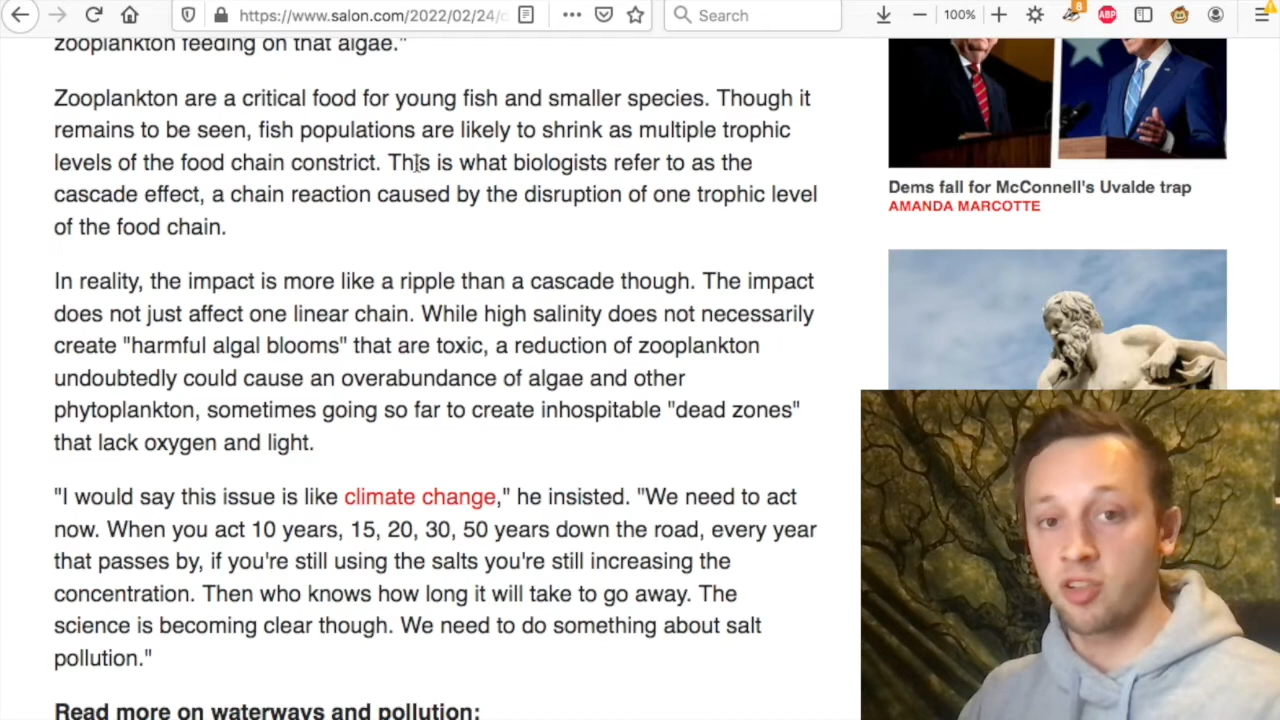 https://www.salon.com/2022/02/24/
Search
100%
8
ABP
zooplankton feeding on that algae."
Zooplankton are a critical food for young fish and smaller species. Though it
remains to be seen, fish populations are likely to shrink as multiple trophic
levels of the food chain constrict. This is what biologists refer to as the
cascade effect, a chain reaction caused by the disruption of one trophic level
of the food chain.
In reality, the impact is more like a ripple than a cascade though. The impact
does not just affect one linear chain. While high salinity does not necessarily
create "harmful algal blooms" that are toxic, a reduction of zooplankton
undoubtedly could cause an overabundance of algae and other
phytoplankton, sometimes going so far to create inhospitable "dead zones"
that lack oxygen and light.
"I would say this issue is like climate change," he insisted. "We need to act
now. When you act 10 years, 15, 20, 30, 50 years down the road, every year
that passes by, if you're still using the salts you're still increasing the
concentration. Then who knows how long it will take to go away. The
science is becoming clear though. We need to do something about salt
pollution."
Read more on waterways and pollution:
Dems fall for McConnell's Uvalde trap
AMANDA MARCOTTE